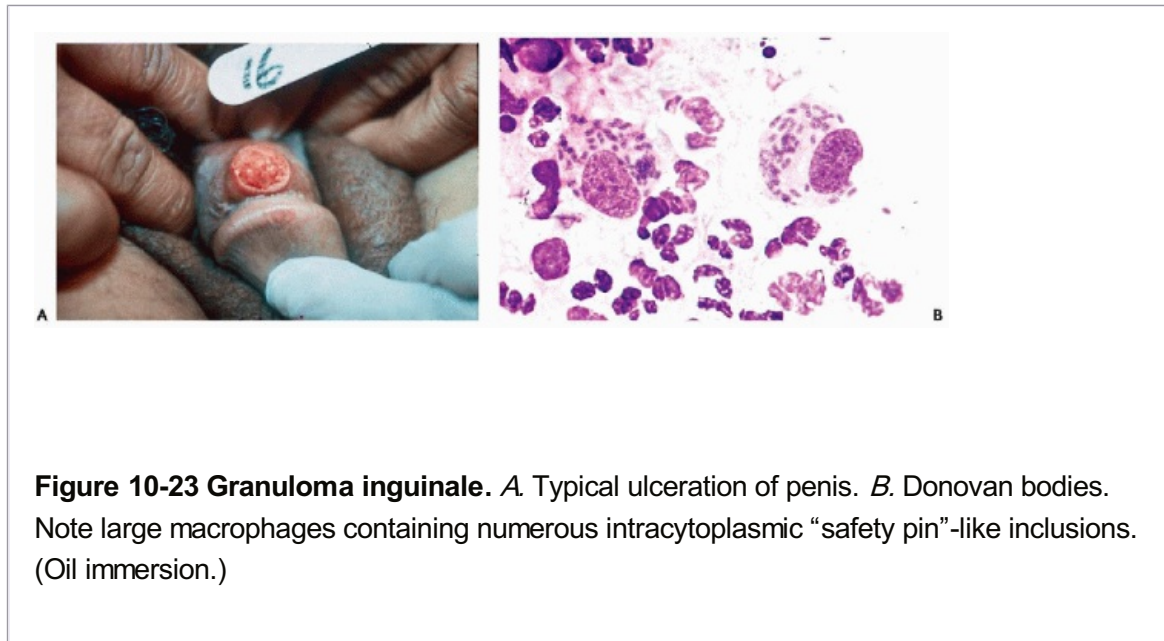 16
A
B
Figure 10-23 Granuloma inguinale. A. Typical ulceration of penis. B. Donovan bodies.
Note large macrophages containing numerous intracytoplasmic “safety pin”-like inclusions.
(Oil immersion.)